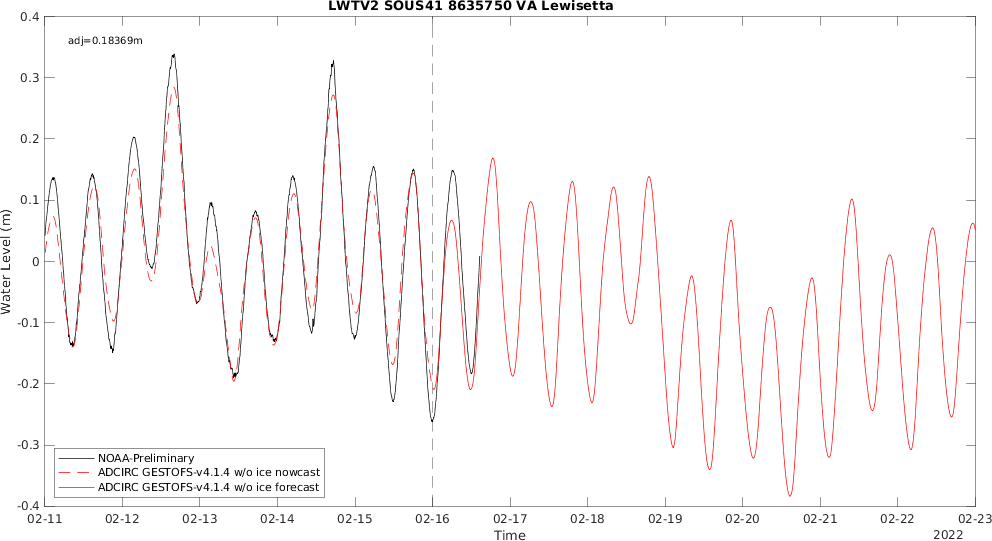 LWTV2 SOUS41 8635750 VA Lewisetta
adj=0.18369m
0.4
0.3
0.2
0.1
0
-0.1
-0.2
-0.3
-0.4
Water Level (m)
NOAA-Preliminary
ADCIRC GESTOFS-v4.1.4 w/o ice nowcast
ADCIRC GESTOFS-v4.1.4 w/o ice forecast
02-11 02-12 02-13 02-14 02-15 02-16 02-17 02-18 02-19 02-20 02-21 02-22 02-23
Time
2022